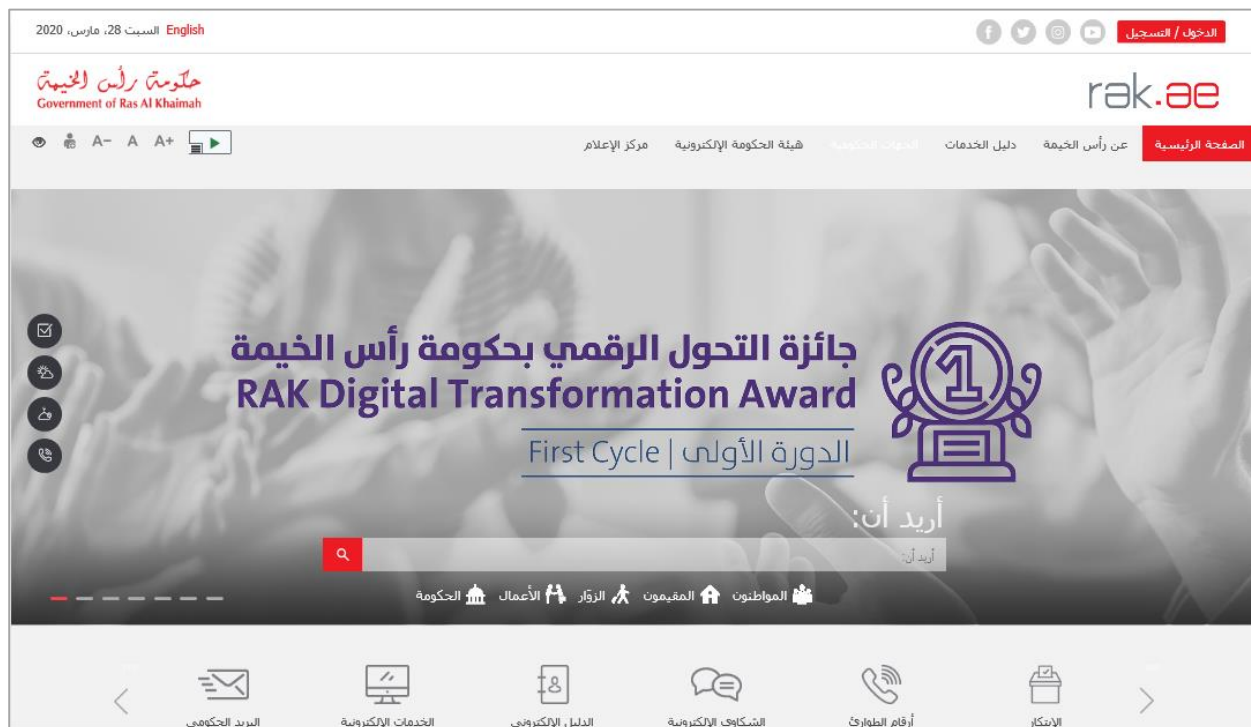 الدخول / التسجيل
English السبت 28، مارس، 2020
rak.ae
حكومة رأس الخيمة
Government of Ras Al Khaimah
الصفحة الرئيسية عن رأس الخيمة دليل الخدمات الجهات الحكومية هيئة الحكومة الإلكترونية مركز الإعلام
A+ A A-
1
جائزة التحول الرقمي بحكومة رأس الخيمة
RAK Digital Transformation Award
الدورة الأولى | First Cycle
أريد أن:
أريد أن:
المواطنون المقيمون الزوّار الأعمال الحكومة
الابتكار أرقام الطوارئ الشكاوى الإلكترونية الدليل الإلكتروني الخدمات الإلكترونية البريد الحكومي